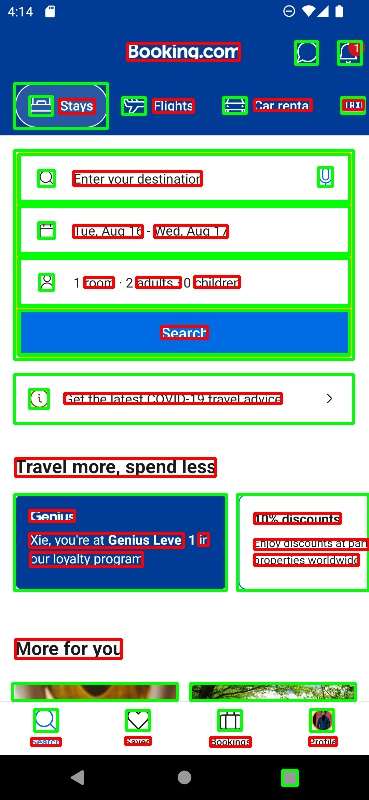 4:14
Booking.com
1
Stays
Flights
Car rental
Taxi
Enter your destination
Tue, Aug 16 - Wed, Aug 17
1 room · 2 adults · 0 children
Search
Get the latest COVID-19 travel advice
Travel more, spend less
Genius
Xie, you're at Genius Level 1 in
our loyalty program
10% discounts
Enjoy discounts at par
properties worldwide
More for you
Search
Saved
Bookings
Profile